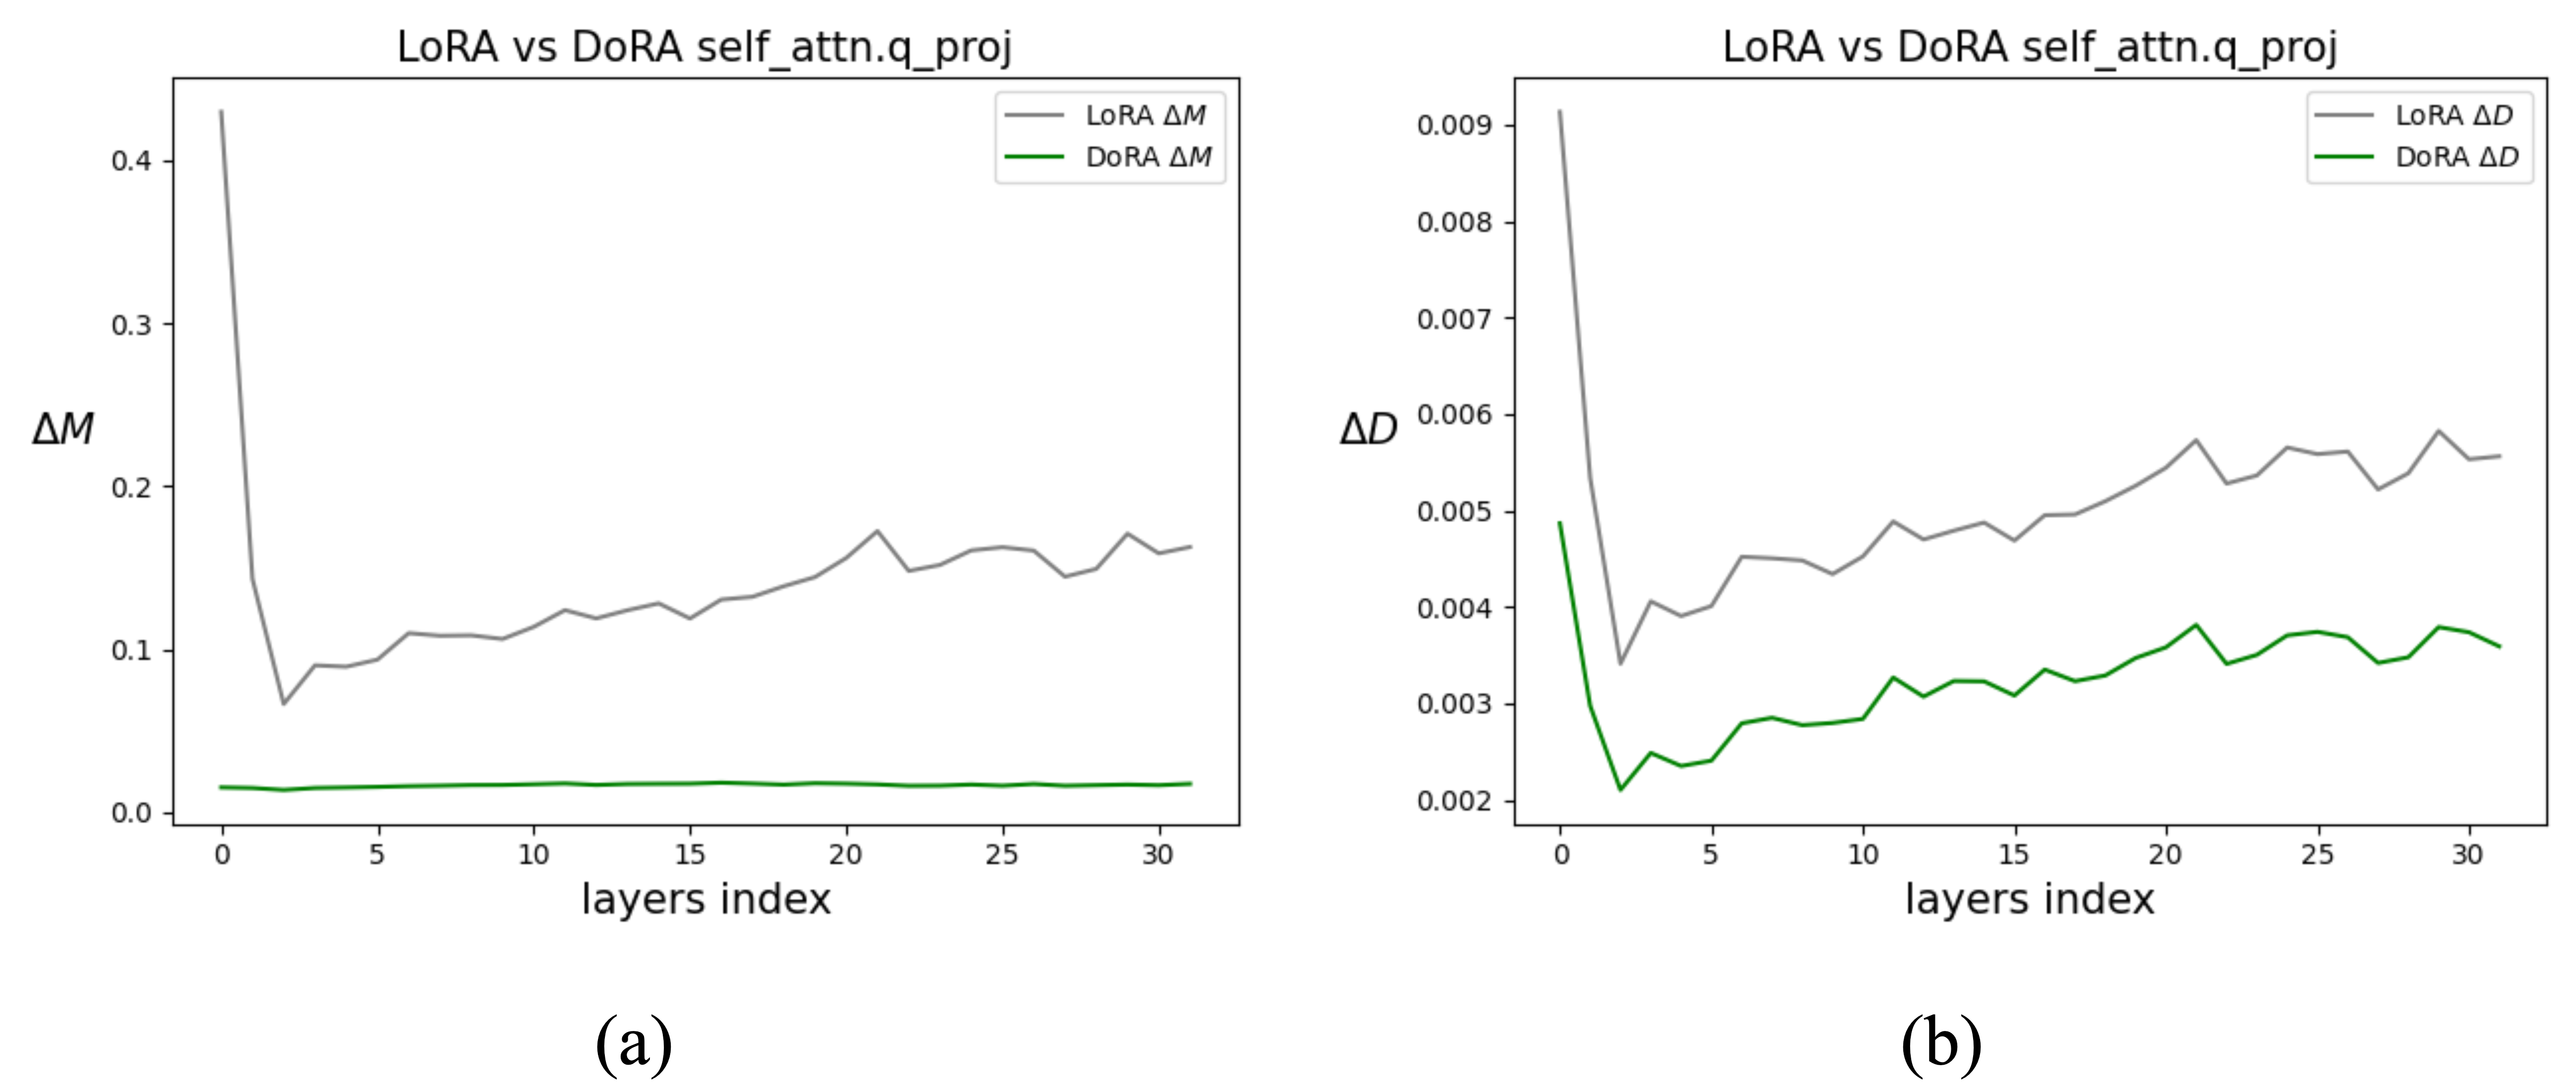 LoRA vs DoRA self_attn.q_proj
LoRA ΔM
DoRA ΔM
0.4
0.3
ΔM
0.2
0.1
0.0
0 5 10 15 20 25 30
layers index
(a)
LoRA vs DoRA self_attn.q_proj
LoRA ΔD
DoRA ΔD
0.009
0.008
0.007
ΔD 0.006
0.005
0.004
0.003
0.002
0 5 10 15 20 25 30
layers index
(b)